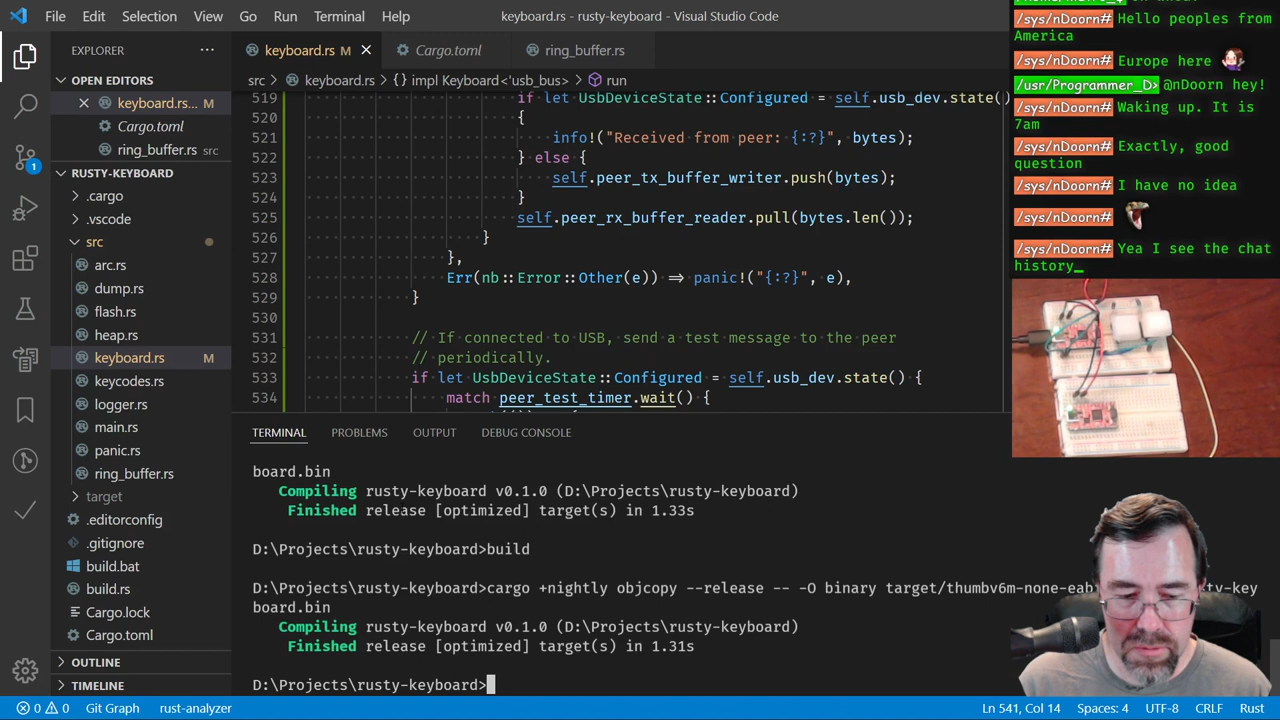 File Edit Selection View Go Run Terminal Help
keyboard.rs - rusty-keyboard - Visual Studio Code
EXPLORER
OPEN EDITORS
keyboard.rs... M
Cargo.toml
ring_buffer.rs src
RUSTY-KEYBOARD
.cargo
.vscode
src
arc.rs
dump.rs
flash.rs
heap.rs
keyboard.rs M
keycodes.rs
logger.rs
main.rs
panic.rs
ring_buffer.rs
target
.editorconfig
.gitignore
build.bat
build.rs
Cargo.lock
Cargo.toml
OUTLINE
TIMELINE
keyboard.rs M Cargo.toml ring_buffer.rs
src > keyboard.rs > {} impl Keyboard<'usb_bus> > run
519 if let UsbDeviceState::Configured = self.usb_dev.state()
520 {
521 info!("Received from peer: {:?}", bytes);
522 } else {
523 self.peer_tx_buffer_writer.push(bytes);
524 }
525 self.peer_rx_buffer_reader.pull(bytes.len());
526 }
527 },
528 Err(nb::Error::Other(e)) => panic!("{:?}", e),
529 }
530
531 // If connected to USB, send a test message to the peer
532 // periodically.
533 if let UsbDeviceState::Configured = self.usb_dev.state() {
534 match peer_test_timer.wait() {
TERMINAL PROBLEMS OUTPUT DEBUG CONSOLE
board.bin
Compiling rusty-keyboard v0.1.0 (D:\Projects\rusty-keyboard)
Finished release [optimized] target(s) in 1.33s
D:\Projects\rusty-keyboard>build
D:\Projects\rusty-keyboard>cargo +nightly objcopy --release -- -O binary target/thumbv6m-none-eab
ty-key
board.bin
Compiling rusty-keyboard v0.1.0 (D:\Projects\rusty-keyboard)
Finished release [optimized] target(s) in 1.31s
D:\Projects\rusty-keyboard>
/sys/nDoorn# Hello peoples from
America
/sys/nDoorn# Europe here
/usr/Programmer_D> @nDoorn hey!
/sys/nDoorn# Waking up. It is
7am
/sys/nDoorn# Exactly, good
question
/sys/nDoorn# I have no idea
/sys/nDoorn#
/sys/nDoorn# Yea I see the chat
history_
1
0 0 Git Graph rust-analyzer
Ln 541, Col 14 Spaces: 4 UTF-8 CRLF Rust